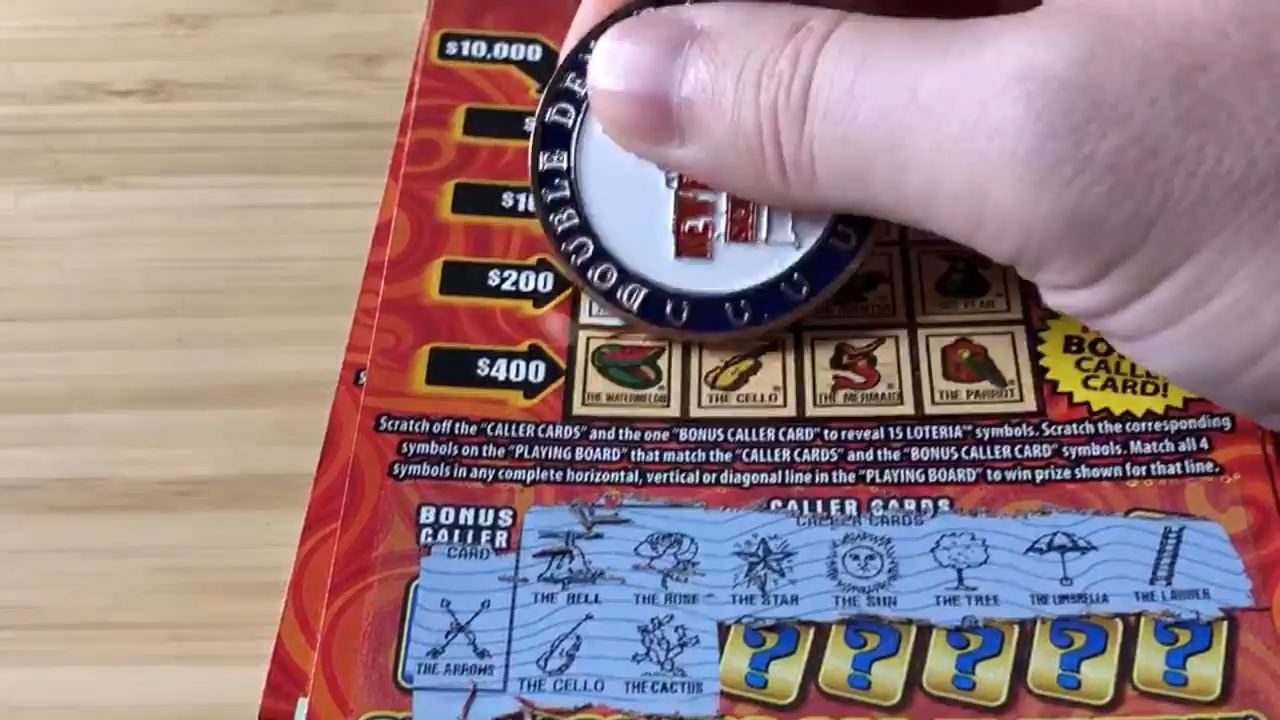 $10,000
DOUBLE DE
$200
$400
THE WATERMELON
THE CELLO
THE MERMAID
THE PARROT
CARD!
Scratch off the "CALLER CARDS" and the one "BONUS CALLER CARD" to reveal 15 LOTERIA™ symbols. Scratch the corresponding
symbols on the "PLAYING BOARD" that match the "CALLER CARDS" and the "BONUS CALLER CARD" symbols. Match all 4
symbols in any complete horizontal, vertical or diagonal line in the "PLAYING BOARD" to win prize shown for that line.
BONUS
CALLER
CARD
CALLER CARDS
CALLER CARDS
THE BELL
THE ROSE
THE STAR
THE SUN
THE TREE
THE UMBRELLA
THE LADDER
THE ARROWS
THE CELLO
THE CACTUS
? ? ? ? ?